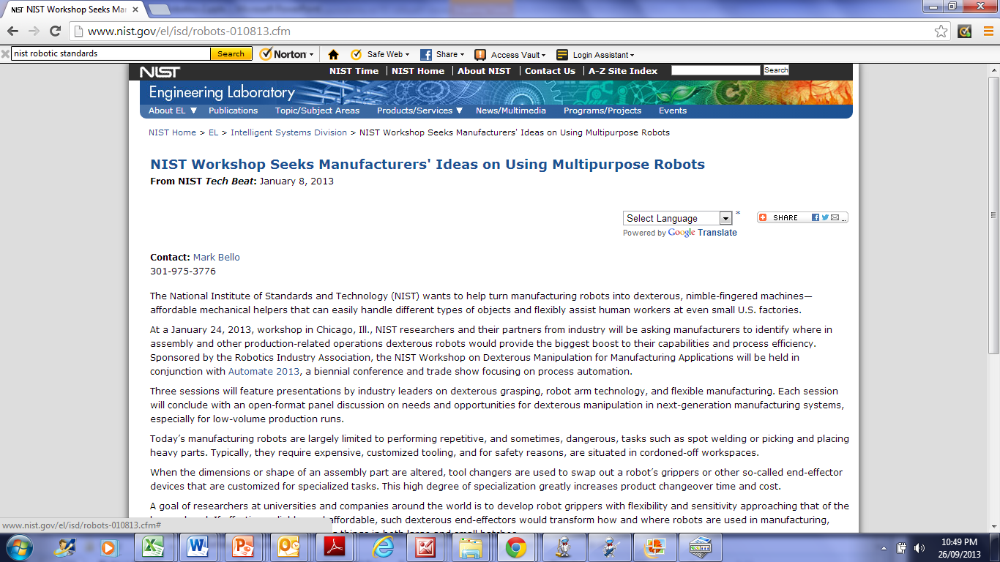 NIST NIST Workshop Seeks Ma
www.nist.gov/el/isd/robots-010813.cfm
nist robotic standards Search Norton Safe Web Share Access Vault Login Assistant
NIST NIST Time NIST Home About NIST Contact Us A-Z Site Index Search
Engineering Laboratory
About EL Publications Topic/Subject Areas Products/Services News/Multimedia Programs/Projects Events
NIST Home > EL > Intelligent Systems Division > NIST Workshop Seeks Manufacturers' Ideas on Using Multipurpose Robots
NIST Workshop Seeks Manufacturers' Ideas on Using Multipurpose Robots
From NIST Tech Beat: January 8, 2013
Select Language * SHARE ...
Powered by Google Translate
Contact: Mark Bello
301-975-3776
The National Institute of Standards and Technology (NIST) wants to help turn manufacturing robots into dexterous, nimble-fingered machines—
affordable mechanical helpers that can easily handle different types of objects and flexibly assist human workers at even small U.S. factories.
At a January 24, 2013, workshop in Chicago, Ill., NIST researchers and their partners from industry will be asking manufacturers to identify where in
assembly and other production-related operations dexterous robots would provide the biggest boost to their capabilities and process efficiency.
Sponsored by the Robotics Industry Association, the NIST Workshop on Dexterous Manipulation for Manufacturing Applications will be held in
conjunction with Automate 2013, a biennial conference and trade show focusing on process automation.
Three sessions will feature presentations by industry leaders on dexterous grasping, robot arm technology, and flexible manufacturing. Each session
will conclude with an open-format panel discussion on needs and opportunities for dexterous manipulation in next-generation manufacturing systems,
especially for low-volume production runs.
Today's manufacturing robots are largely limited to performing repetitive, and sometimes, dangerous, tasks such as spot welding or picking and placing
heavy parts. Typically, they require expensive, customized tooling, and for safety reasons, are situated in cordoned-off workspaces.
When the dimensions or shape of an assembly part are altered, tool changers are used to swap out a robot's grippers or other so-called end-effector
devices that are customized for specialized tasks. This high degree of specialization greatly increases product changeover time and cost.
A goal of researchers at universities and companies around the world is to develop robot grippers with flexibility and sensitivity approaching that of the
affordable, such dexterous end-effectors would transform how and where robots are used in manufacturing,
www.nist.gov/el/isd/robots-010813.cfm#
10:49 PM
26/09/2013